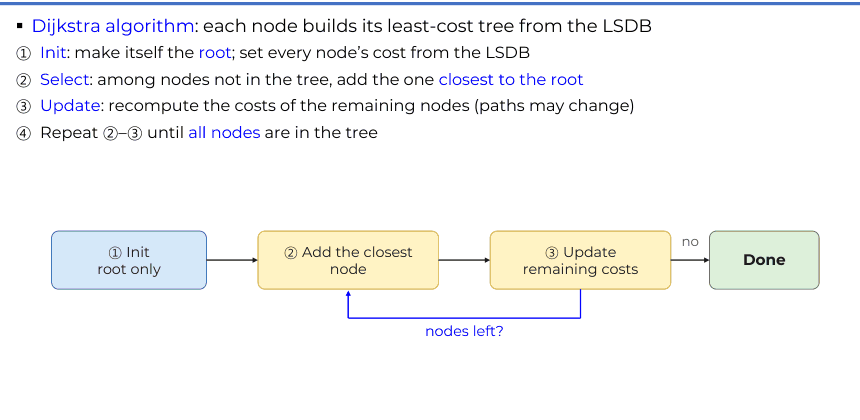 ▪ Dijkstra algorithm: each node builds its least-cost tree from the LSDB
① Init: make itself the root; set every node’s cost from the LSDB
② Select: among nodes not in the tree, add the one closest to the root
③ Update: recompute the costs of the remaining nodes (paths may change)
④ Repeat ②–③ until all nodes are in the tree
① Init
root only
② Add the closest
node
③ Update
remaining costs
no
Done
nodes left?